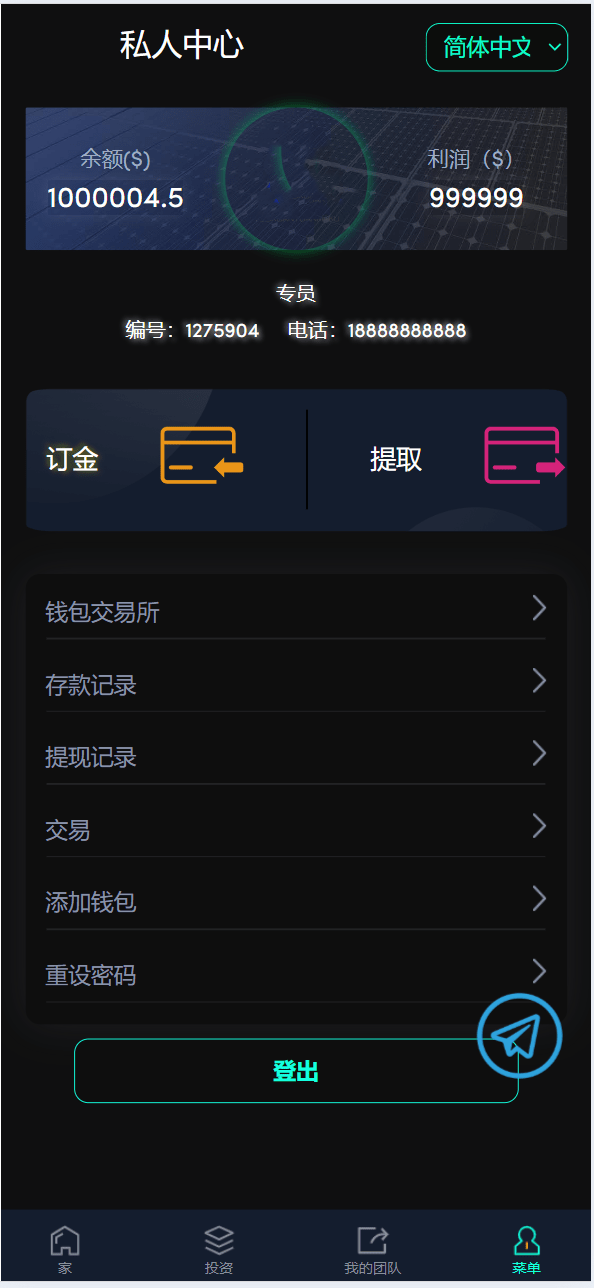 私人中心 简体中文
余额($) 利润（$）
1000004.5 999999
专员
编号：1275904 电话：18888888888
订金 提取
钱包交易所
存款记录
提现记录
交易
添加钱包
重设密码
登出
家 投资 我的团队 菜单